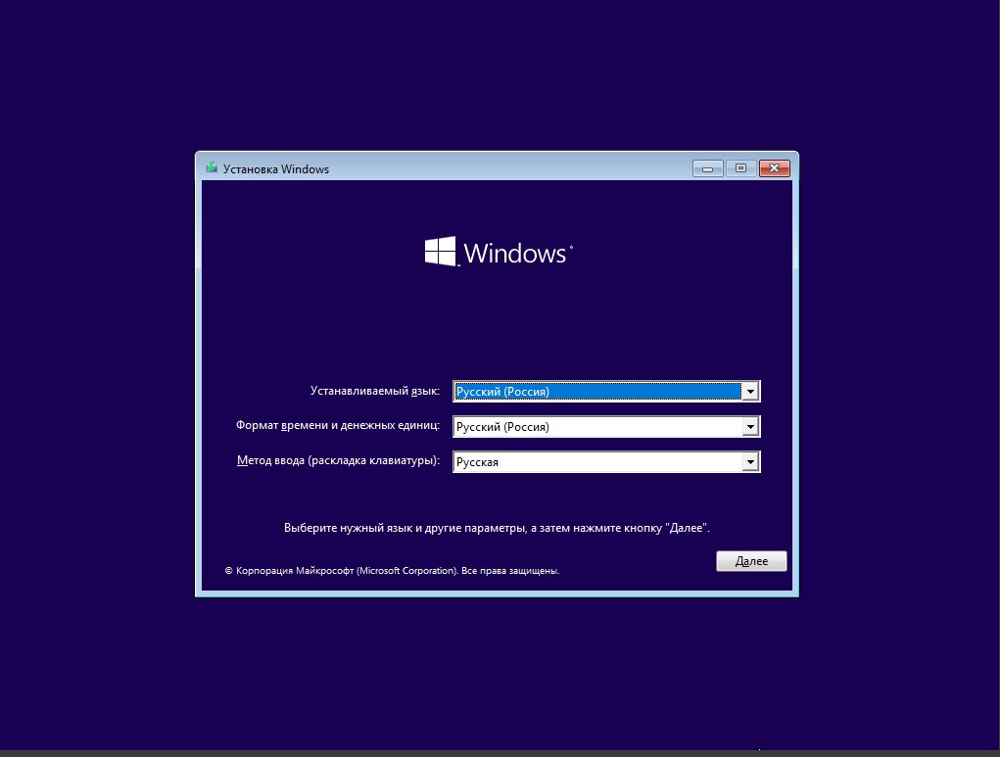 Установка Windows
Windows
Устанавливаемый язык: Русский (Россия)
Формат времени и денежных единиц: Русский (Россия)
Метод ввода (раскладка клавиатуры): Русская
Выберите нужный язык и другие параметры, а затем нажмите кнопку "Далее".
Далее
© Корпорация Майкрософт (Microsoft Corporation). Все права защищены.